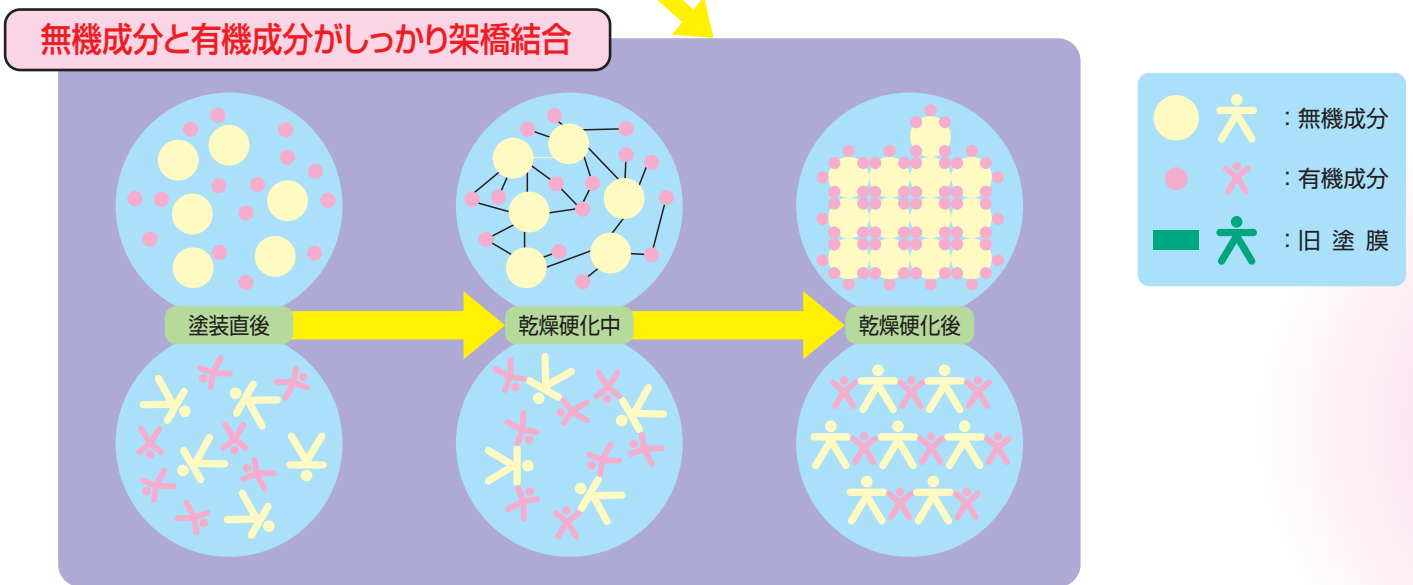 無機成分と有機成分がしっかり架橋結合
：無機成分
：有機成分
：旧 塗 膜
塗装直後
乾燥硬化中
乾燥硬化後